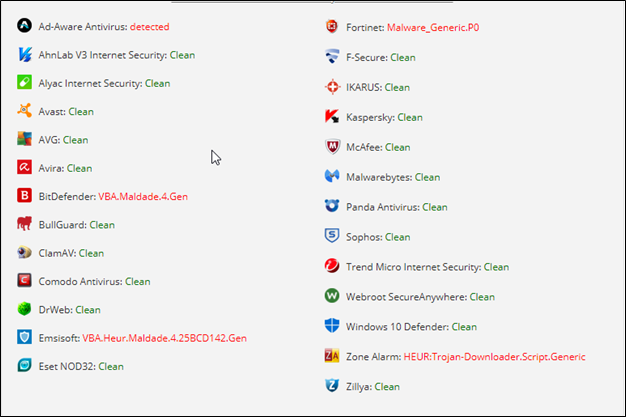 Ad-Aware Antivirus: detected
AhnLab V3 Internet Security: Clean
Alyac Internet Security: Clean
Avast: Clean
AVG: Clean
Avira: Clean
BitDefender: VBA.Maldade.4.Gen
BullGuard: Clean
ClamAV: Clean
Comodo Antivirus: Clean
DrWeb: Clean
Emsisoft: VBA.Heur.Maldade.4.25BCD142.Gen
Eset NOD32: Clean
Fortinet: Malware_Generic.P0
F-Secure: Clean
IKARUS: Clean
Kaspersky: Clean
McAfee: Clean
Malwarebytes: Clean
Panda Antivirus: Clean
Sophos: Clean
Trend Micro Internet Security: Clean
Webroot SecureAnywhere: Clean
Windows 10 Defender: Clean
Zone Alarm: HEUR:Trojan-Downloader.Script.Generic
Zillya: Clean